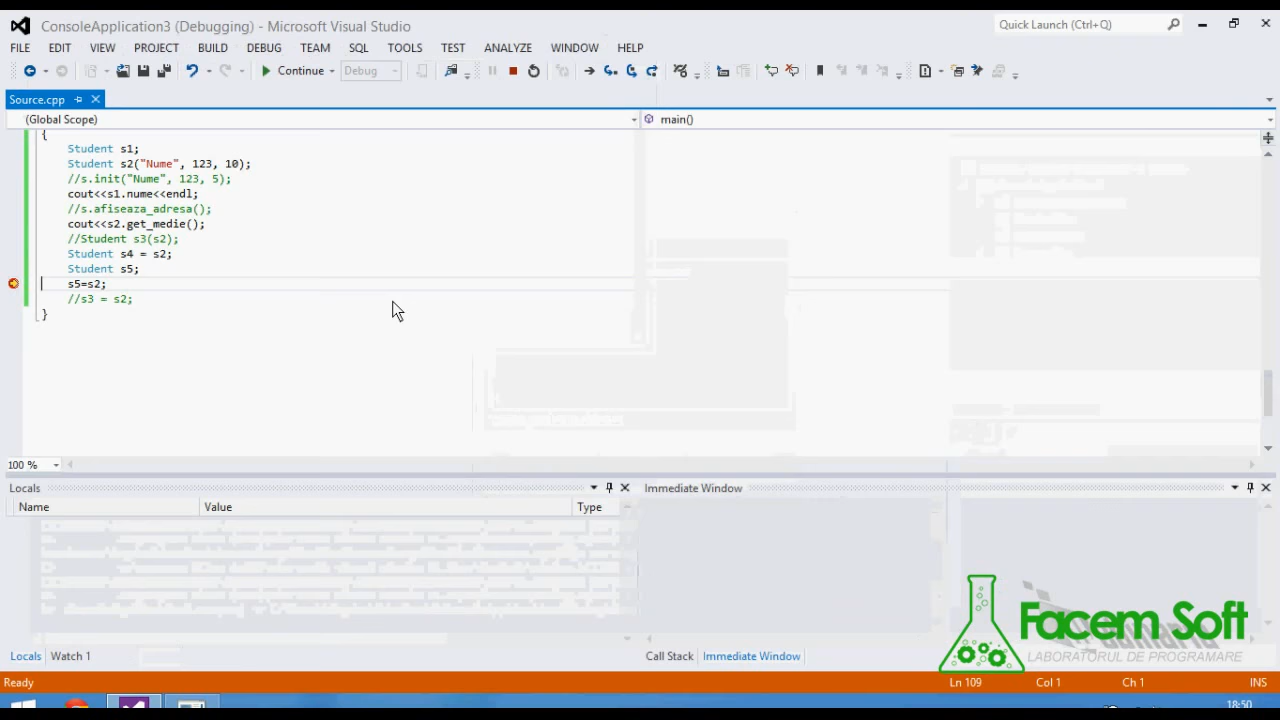 ConsoleApplication3 (Debugging) - Microsoft Visual Studio
Quick Launch (Ctrl+Q)
FILE EDIT VIEW PROJECT BUILD DEBUG TEAM SQL TOOLS TEST ANALYZE WINDOW HELP
Continue Debug
Source.cpp
(Global Scope) main()
{
Student s1;
Student s2("Nume", 123, 10);
//s.init("Nume", 123, 5);
cout<<s1.nume<<endl;
//s.afiseaza_adresa();
cout<<s2.get_medie();
//Student s3(s2);
Student s4 = s2;
Student s5;
s5=s2;
//s3 = s2;
}
100 %
Locals
Name Value Type
Immediate Window
Facem Soft
LABORATORUL DE PROGRAMARE
Locals Watch 1
Call Stack Immediate Window
Ready Ln 109 Col 1 Ch 1 INS
18:50